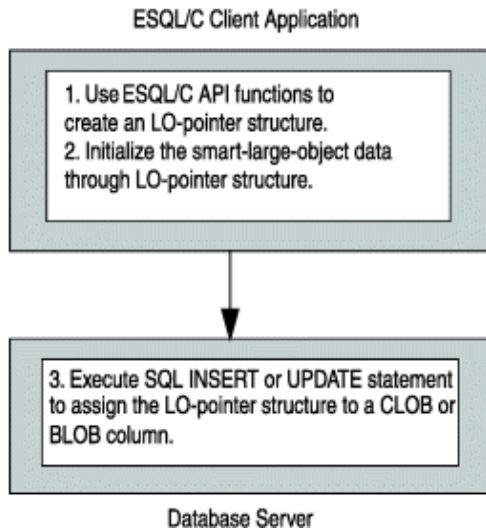 ESQL/C Client Application
1. Use ESQL/C API functions to
create an LO-pointer structure.
2. Initialize the smart-large-object data
through LO-pointer structure.
3. Execute SQL INSERT or UPDATE statement
to assign the LO-pointer structure to a CLOB or
BLOB column.
Database Server